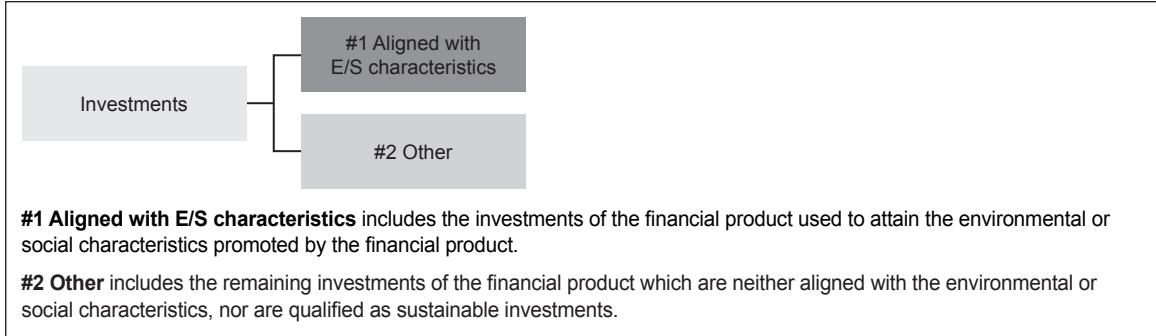 #1 Aligned with
E/S characteristics
Investments
#2 Other
#1 Aligned with E/S characteristics includes the investments of the financial product used to attain the environmental or
social characteristics promoted by the financial product.
#2 Other includes the remaining investments of the financial product which are neither aligned with the environmental or
social characteristics, nor are qualified as sustainable investments.